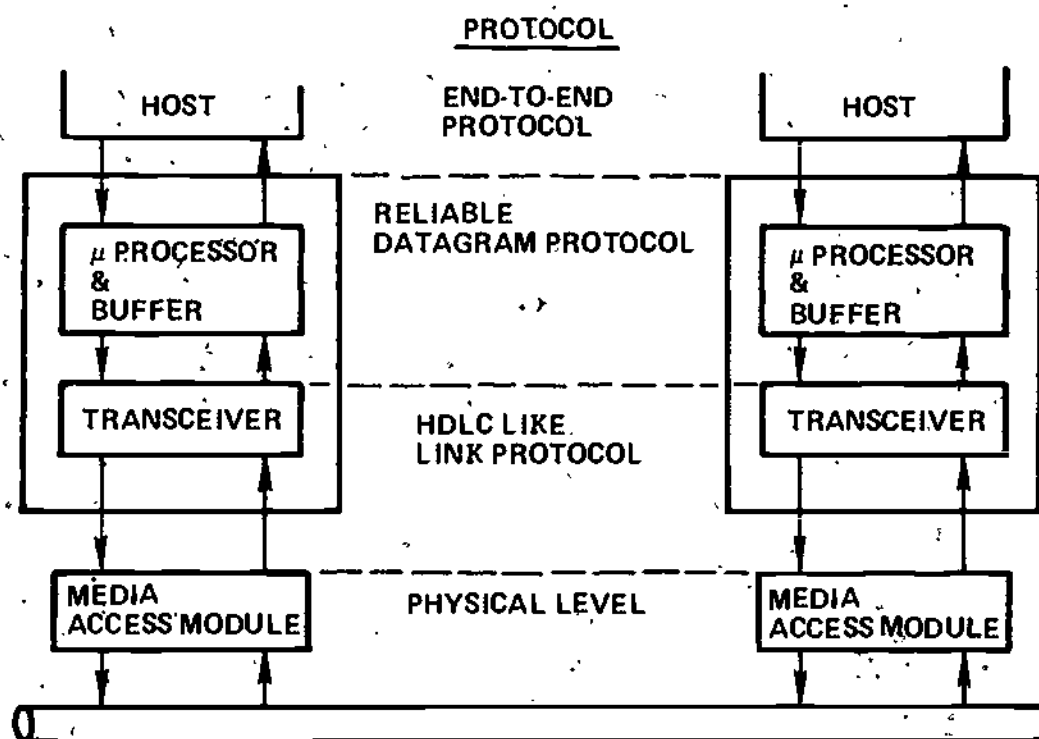 PROTOCOL
HOST
END-TO-END
PROTOCOL
HOST
RELIABLE
DATAGRAM PROTOCOL
μ PROCESSOR
&
BUFFER
μ PROCESSOR
&
BUFFER
TRANSCEIVER
HDLC LIKE
LINK PROTOCOL
TRANSCEIVER
MEDIA
ACCESS MODULE
PHYSICAL LEVEL
MEDIA
ACCESS MODULE